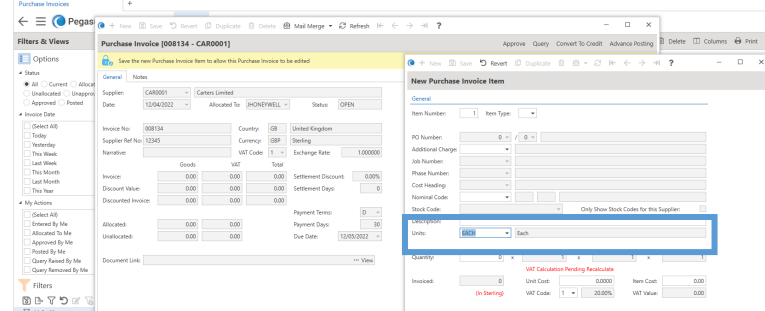 Purchase Invoices +
Pegas
Filters & Views
Options
Status
All Current Allocat
Unallocated Unapprov
Approved Posted
Invoice Date
(Select All)
Today
Yesterday
This Week
Last Week
This Month
Last Month
This Year
My Actions
(Select All)
Entered By Me
Allocated To Me
Approved By Me
Posted By Me
Query Raised By Me
Query Removed By Me
Filters
+ New Save Revert Duplicate Delete Mail Merge Refresh ?
Purchase Invoice [008134 - CAR0001]
Approve Query Convert To Credit Advance Posting
Save the new Purchase Invoice Item to allow this Purchase Invoice to be edited
General Notes
Supplier: CAR0001 Carters Limited
Date: 12/04/2022 Allocated To: JHONEYWELL Status: OPEN
Invoice No: 008134 Country: GB United Kingdom
Supplier Ref No: 12345 Currency: GBP Sterling
Narrative: VAT Code: 1 Exchange Rate: 1.000000
Goods VAT Total
Invoice: 0.00 0.00 0.00 Settlement Discount: 0.00%
Discount Value: 0.00 0.00 0.00 Settlement Days: 0
Discounted Invoice: 0.00 0.00 0.00
Payment Terms: D
Allocated: 0.00 0.00 Payment Days: 30
Unallocated: 0.00 0.00 Due Date: 12/05/2022
Document Link: ... View
Delete Columns Print
+ New Save Revert Duplicate Delete ?
New Purchase Invoice Item
General
Item Number: 1 Item Type:
PO Number: 0 / 0
Additional Charge:
Job Number:
Phase Number:
Cost Heading:
Nominal Code:
Stock Code: Only Show Stock Codes for this Supplier:
Description:
Units: EACH Each
Quantity: 0 x 1 x 1 x 1
VAT Calculation Pending Recalculate
Invoiced: 0 Unit Cost: 0.0000 Item Cost: 0.00
(In Sterling) VAT Code: 1 20.00% VAT Value: 0.00